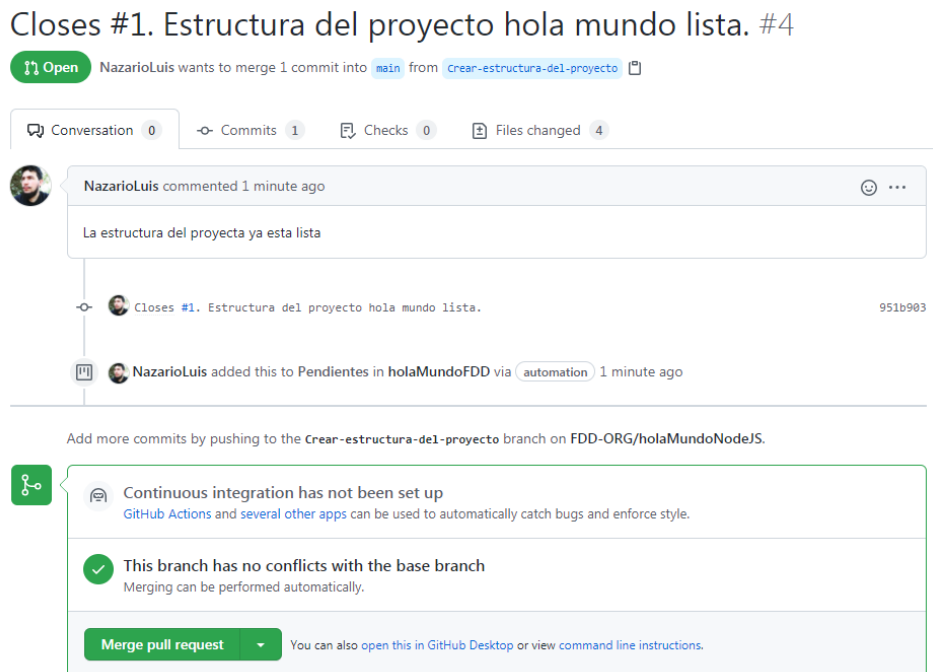 Closes #1. Estructura del proyecto hola mundo lista. #4
Open NazarioLuis wants to merge 1 commit into main from Crear-estructura-del-proyecto
Conversation 0 Commits 1 Checks 0 Files changed 4
NazarioLuis commented 1 minute ago
La estructura del proyecta ya esta lista
Closes #1. Estructura del proyecto hola mundo lista. 951b903
NazarioLuis added this to Pendientes in holaMundoFDD via automation 1 minute ago
Add more commits by pushing to the Crear-estructura-del-proyecto branch on FDD-ORG/holaMundoNodeJS.
Continuous integration has not been set up
GitHub Actions and several other apps can be used to automatically catch bugs and enforce style.
This branch has no conflicts with the base branch
Merging can be performed automatically.
Merge pull request You can also open this in GitHub Desktop or view command line instructions.